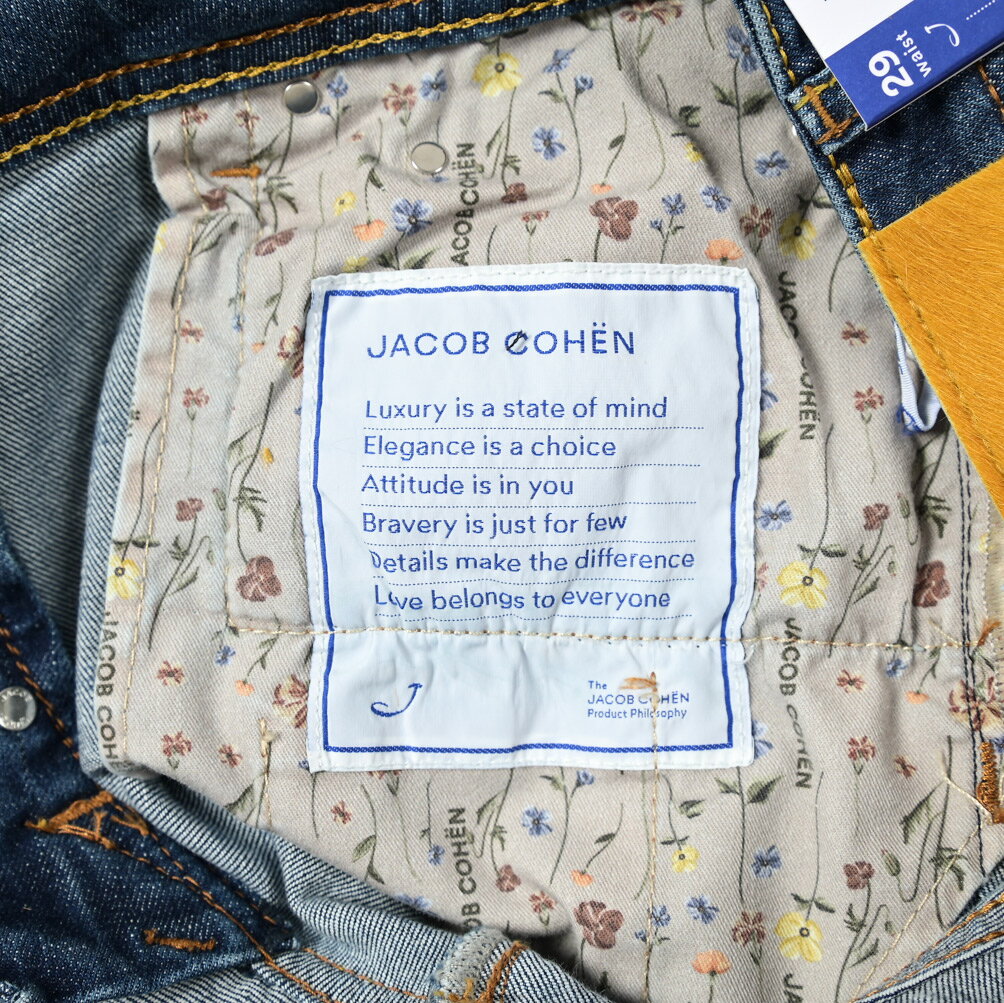 29
waist
JACOB COHËN
Luxury is a state of mind
Elegance is a choice
Attitude is in you
Bravery is just for few
Details make the difference
Love belongs to everyone
The
JACOB COHËN
Product Philosophy
ACOB COHËN
JACOB COHËN
JACOB COHËN
JACOB COHËN
JACOB COHËN